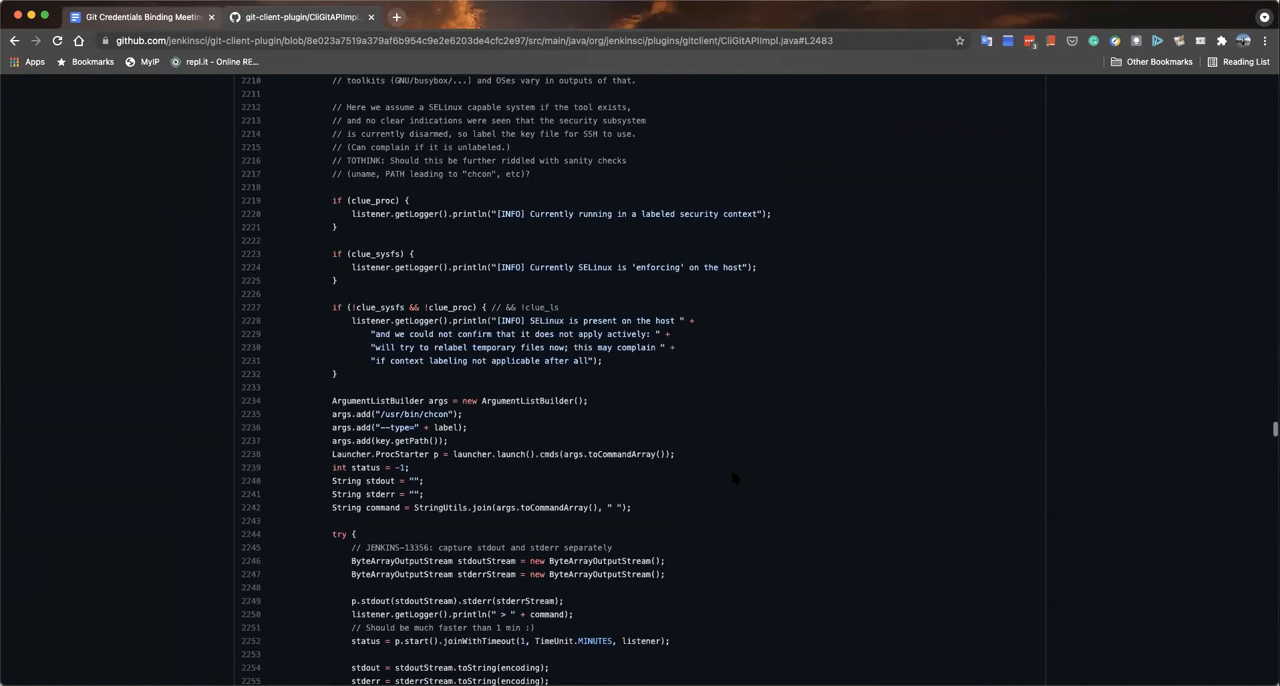 Git Credentials Binding Meetin
git-client-plugin/CliGitAPIImpl.
github.com/jenkinsci/git-client-plugin/blob/8e023a7519a379af6b954c9e2e6203de4cfc2e97/src/main/java/org/jenkinsci/plugins/gitclient/CliGitAPIImpl.java#L2483
Apps Bookmarks MyIP repl.it - Online RE... Other Bookmarks Reading List
2210 // toolkits (GNU/busybox/...) and OSes vary in outputs of that.
2211
2212 // Here we assume a SELinux capable system if the tool exists,
2213 // and no clear indications were seen that the security subsystem
2214 // is currently disarmed, so label the key file for SSH to use.
2215 // (Can complain if it is unlabeled.)
2216 // TOTHINK: Should this be further riddled with sanity checks
2217 // (uname, PATH leading to "chcon", etc)?
2218
2219 if (clue_proc) {
2220 listener.getLogger().println("[INFO] Currently running in a labeled security context");
2221 }
2222
2223 if (clue_sysfs) {
2224 listener.getLogger().println("[INFO] Currently SELinux is 'enforcing' on the host");
2225 }
2226
2227 if (!clue_sysfs && !clue_proc) { // && !clue_ls
2228 listener.getLogger().println("[INFO] SELinux is present on the host " +
2229 "and we could not confirm that it does not apply actively: " +
2230 "will try to relabel temporary files now; this may complain " +
2231 "if context labeling not applicable after all");
2232 }
2233
2234 ArgumentListBuilder args = new ArgumentListBuilder();
2235 args.add("/usr/bin/chcon");
2236 args.add("--type=" + label);
2237 args.add(key.getPath());
2238 Launcher.ProcStarter p = launcher.launch().cmds(args.toCommandArray());
2239 int status = -1;
2240 String stdout = "";
2241 String stderr = "";
2242 String command = StringUtils.join(args.toCommandArray(), " ");
2243
2244 try {
2245 // JENKINS-13356: capture stdout and stderr separately
2246 ByteArrayOutputStream stdoutStream = new ByteArrayOutputStream();
2247 ByteArrayOutputStream stderrStream = new ByteArrayOutputStream();
2248
2249 p.stdout(stdoutStream).stderr(stderrStream);
2250 listener.getLogger().println(" > " + command);
2251 // Should be much faster than 1 min :)
2252 status = p.start().joinWithTimeout(1, TimeUnit.MINUTES, listener);
2253
2254 stdout = stdoutStream.toString(encoding);
2255 stderr = stderrStream.toString(encoding);